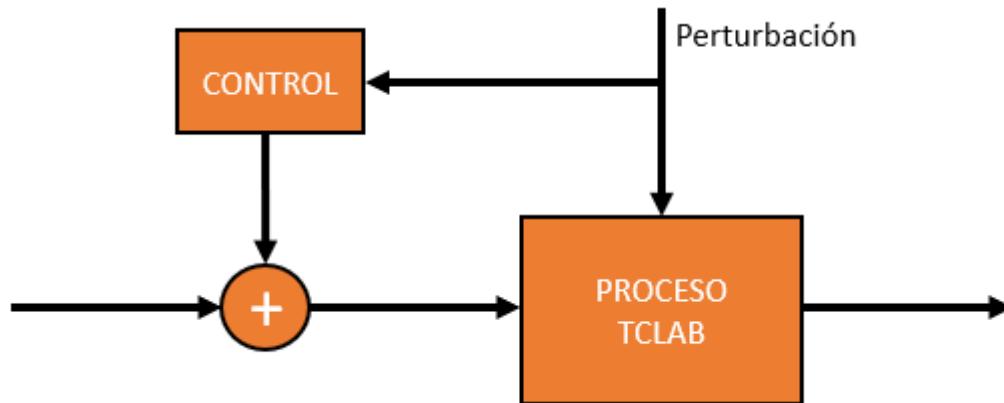 Perturbación
CONTROL
+
PROCESO
TCLAB